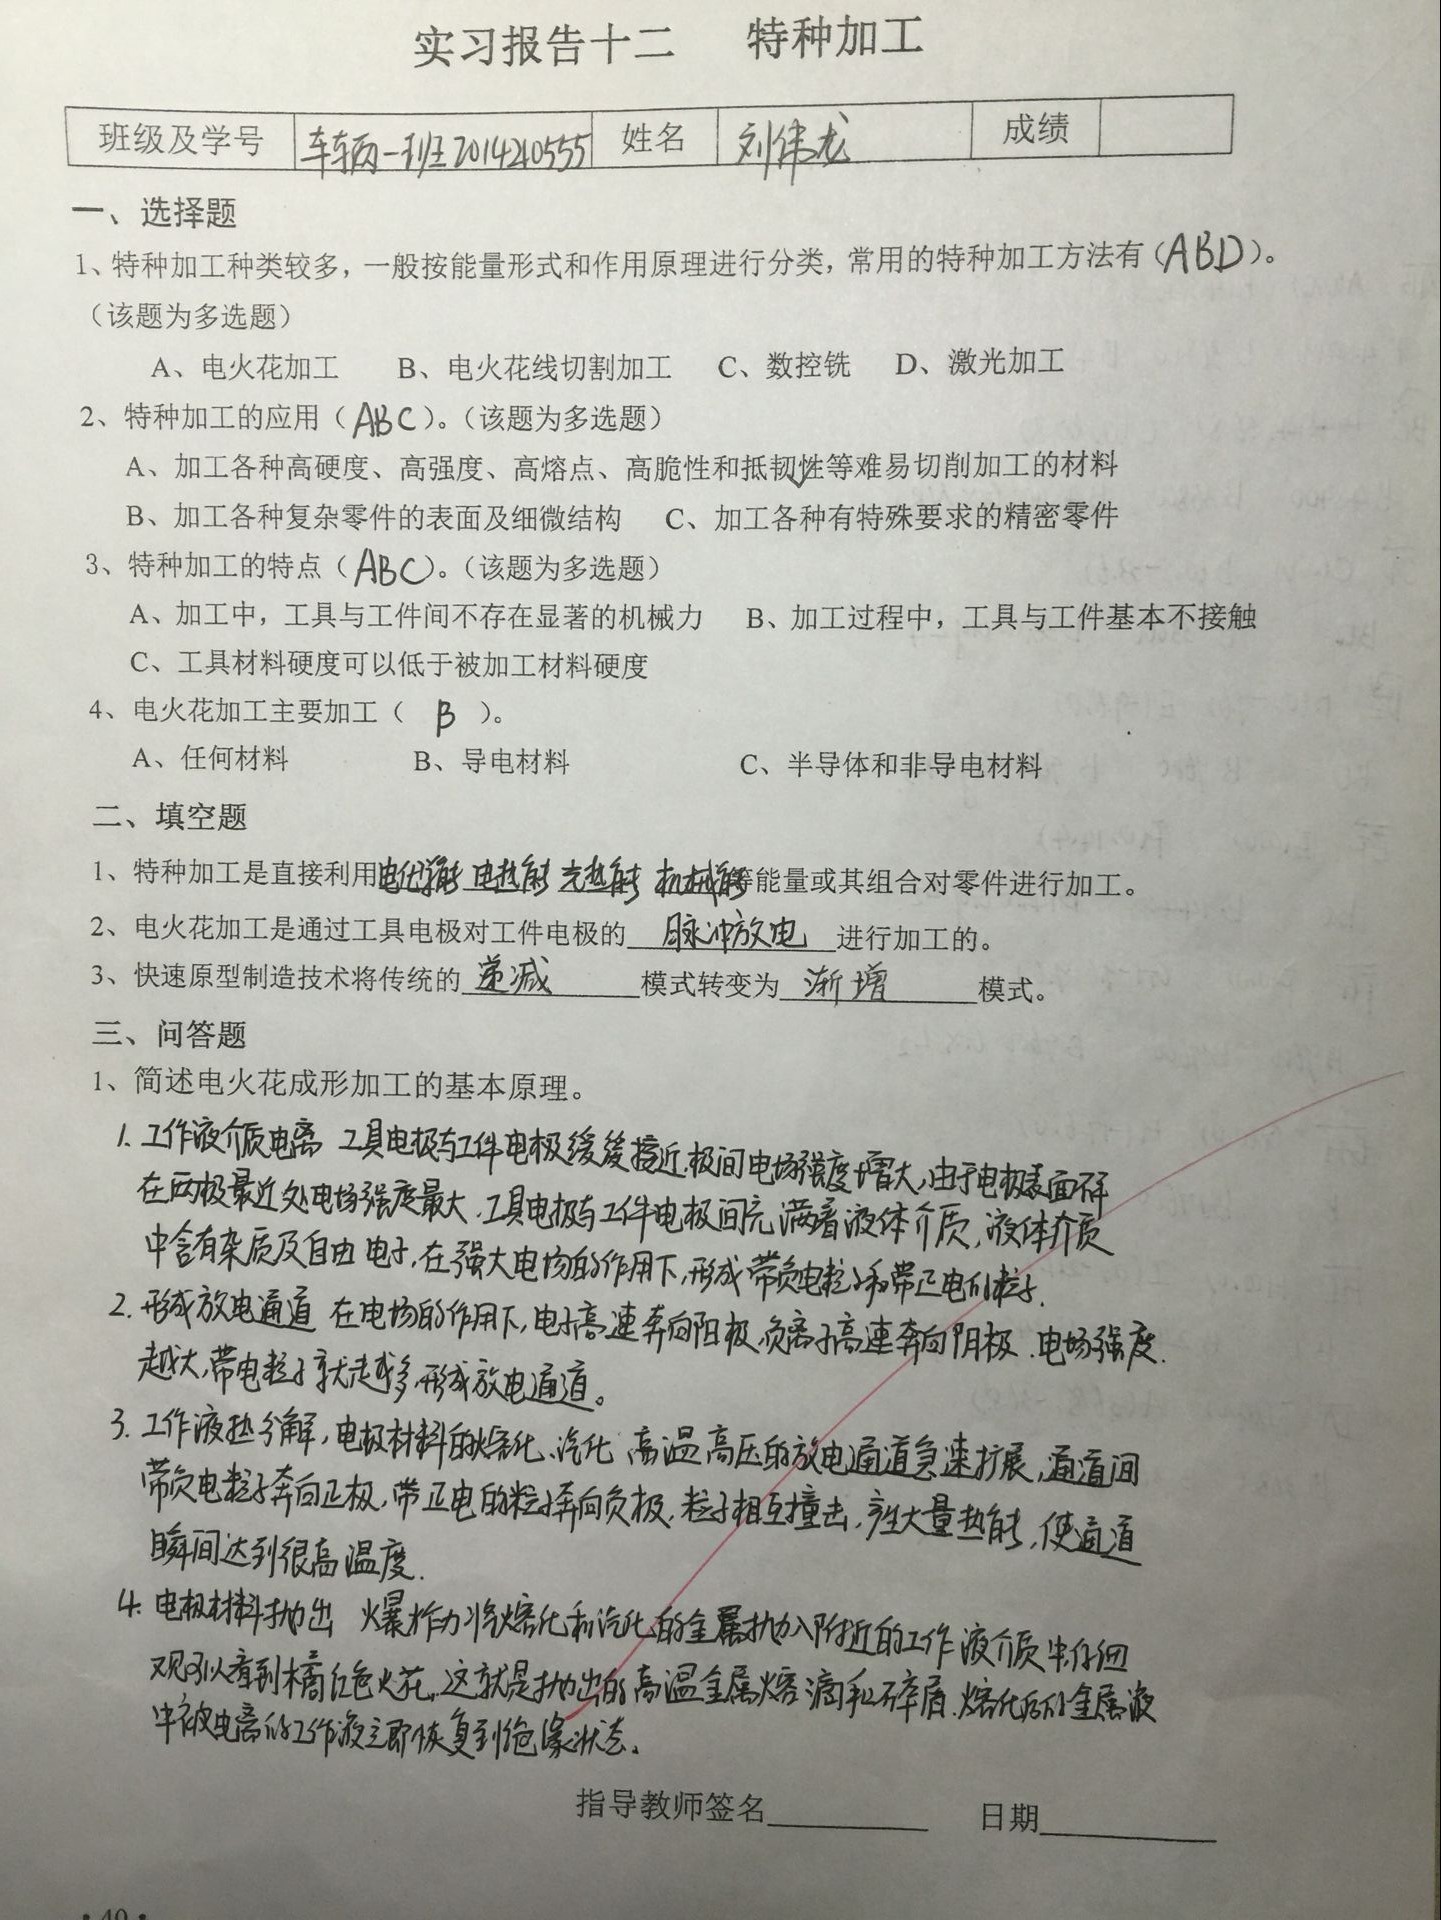 实习报告十二 特种加工
班级及学号 车辆一班2014240555 姓名 刘伟龙 成绩
一、选择题
1、特种加工种类较多，一般按能量形式和作用原理进行分类，常用的特种加工方法有（ABD）。
（该题为多选题）
A、电火花加工 B、电火花线切割加工 C、数控铣 D、激光加工
2、特种加工的应用（ABC）。（该题为多选题）
A、加工各种高硬度、高强度、高熔点、高脆性和抵韧性等难易切削加工的材料
B、加工各种复杂零件的表面及细微结构 C、加工各种有特殊要求的精密零件
3、特种加工的特点（ABC）。（该题为多选题）
A、加工中，工具与工件间不存在显著的机械力 B、加工过程中，工具与工件基本不接触
C、工具材料硬度可以低于被加工材料硬度
4、电火花加工主要加工（ B ）。
A、任何材料 B、导电材料 C、半导体和非导电材料
二、填空题
1、特种加工是直接利用电化学能 电热能 光热能 机械能等能量或其组合对零件进行加工。
2、电火花加工是通过工具电极对工件电极的 脉冲放电 进行加工的。
3、快速原型制造技术将传统的 递减 模式转变为 渐增 模式。
三、问答题
1、简述电火花成形加工的基本原理。
1. 工作液介质电离 工具电极与工件电极缓缓接近,极间电场强度增大,由于电极表面不平
在两极最近处电场强度最大.工具电极与工件电极间充满着液体介质,液体介质
中含有杂质及自由电子,在强大电场的作用下,形成带负电粒子和带正电的粒子.
2. 形成放电通道 在电场的作用下,电子高速奔向阳极,负离子高速奔向阴极.电场强度.
越大,带电粒子就越多,形成放电通道。
3. 工作液热分解,电极材料的熔化、汽化 高温高压的放电通道急速扩展,通道间
带负电粒子奔向正极,带正电的粒子奔向负极,粒子相互撞击,产生大量热能,使通道
瞬间达到很高温度.
4. 电极材料抛出 爆炸力将熔化和汽化的金属抛入附近的工作液介质中,仔细
观可以看到橘红色火花,这就是抛出的高温金属熔滴和碎屑.熔化后的金属液
中被电离的工作液立即恢复到绝缘状态.
指导教师签名 日期
· 40 ·